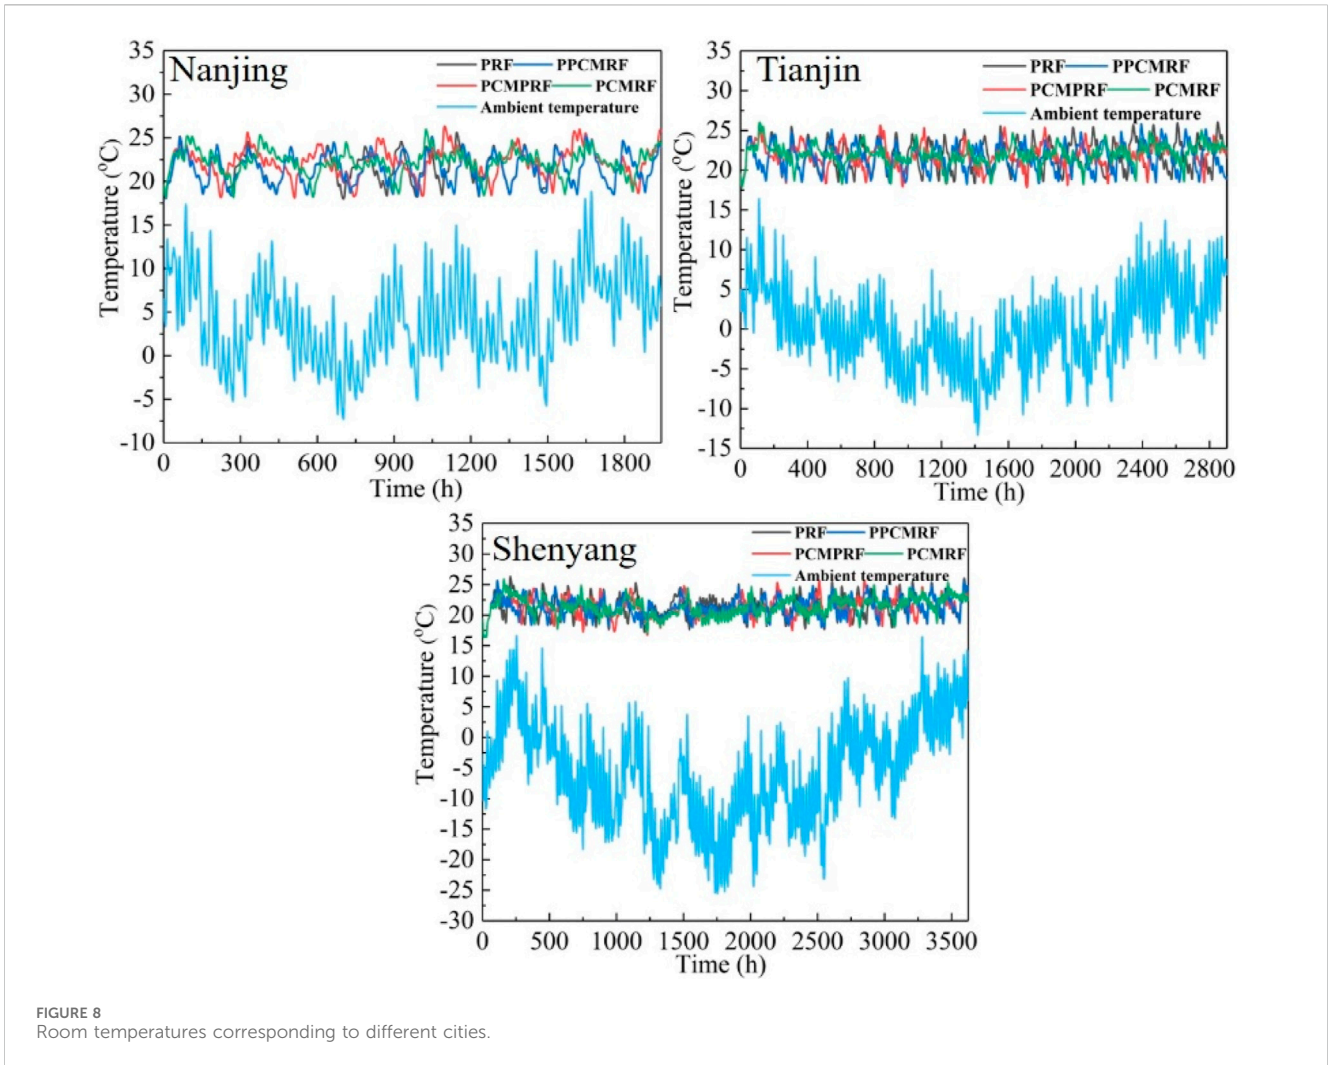 Nanjing
PRF PPCMRF
PCMPRF PCMRF
Ambient temperature
Temperature (°C)
35
30
25
20
15
10
5
0
-5
-10
0 300 600 900 1200 1500 1800
Time (h)
Tianjin
PRF PPCMRF
PCMPRF PCMRF
Ambient temperature
Temperature (°C)
35
30
25
20
15
10
5
0
-5
-10
-15
0 400 800 1200 1600 2000 2400 2800
Time (h)
Shenyang
PRF PPCMRF
PCMPRF PCMRF
Ambient temperature
Temperature (°C)
35
30
25
20
15
10
5
0
-5
-10
-15
-20
-25
-30
0 500 1000 1500 2000 2500 3000 3500
Time (h)
FIGURE 8
Room temperatures corresponding to different cities.